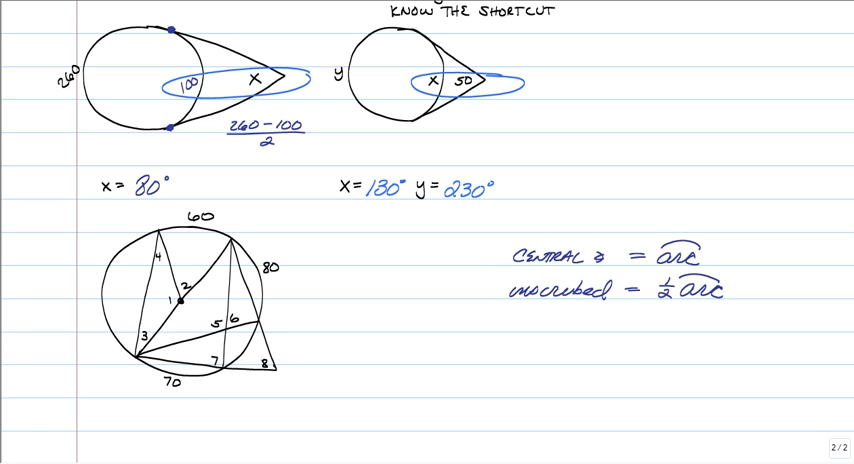 KNOW THE SHORTCUT
260 100 x y x 50
260-100
2
x = 80° x = 130° y = 230°
60
4 80
2
1
CENTRAL ∡ = arc
inscribed = ½ arc
5 6
3
7 8
70
2/2